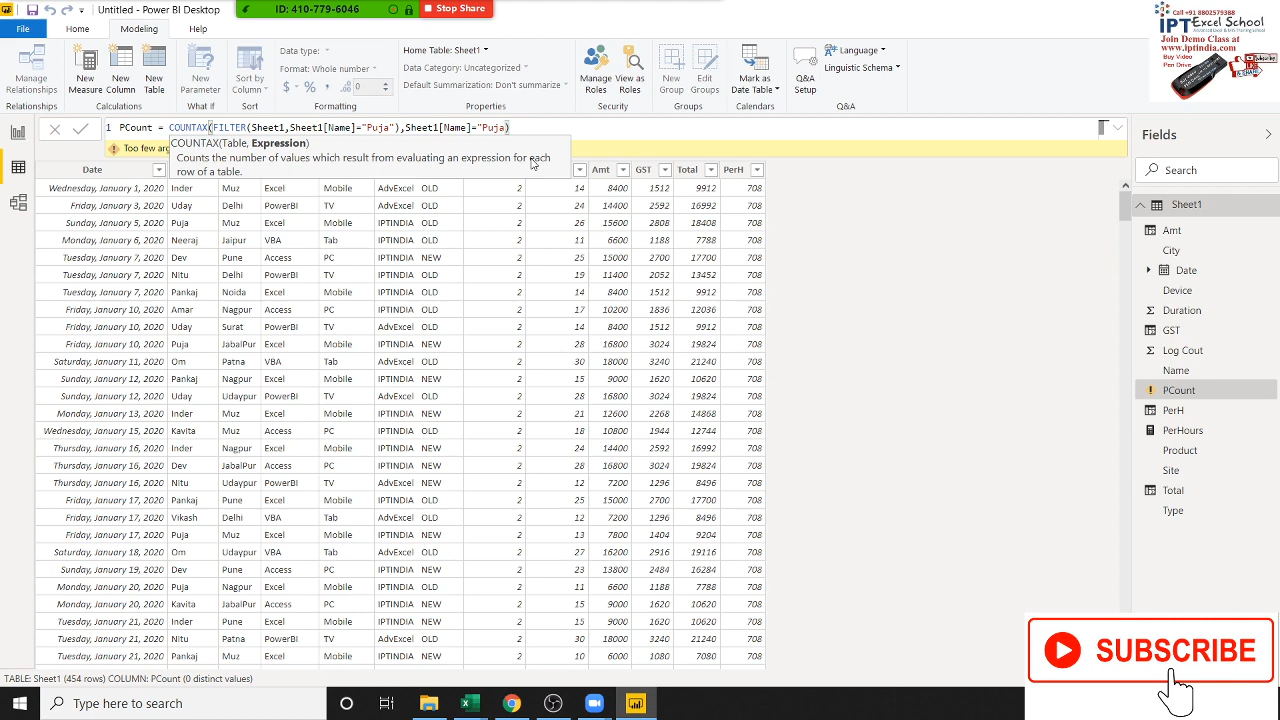 Untitled - Power BI Desktop
ID: 410-779-6046
Stop Share
Call +91 8802579388
IPT Excel School
Join Demo Class at
www.iptindia.com
Buy Video
Pen Drive
File
Home
Modeling
Help
Manage Relationships
Relationships
New Measure
New Column
New Table
Calculations
New Parameter
What If
Sort by Column
Sort
Data type:
Format: Whole number
$ %
0
Formatting
Home Table: Sheet1
Data Category: Uncategorized
Default Summarization: Don't summarize
Properties
Manage Roles
View as Roles
Security
New Group
Edit Groups
Groups
Mark as Date Table
Calendars
Q&A Setup
Language
Linguistic Schema
Q&A
1 PCount = COUNTAX(FILTER(Sheet1,Sheet1[Name]="Puja"),Sheet1[Name]="Puja)
COUNTAX(Table, Expression)
Counts the number of values which result from evaluating an expression for each row of a table.
Too few arg
Date Amt GST Total PerH
Wednesday, January 1, 2020 Inder Muz Excel Mobile AdvExcel OLD 2 14 8400 1512 9912 708
Friday, January 3, 2020 Uday Delhi PowerBI TV AdvExcel OLD 2 24 14400 2592 16992 708
Sunday, January 5, 2020 Puja Muz Excel Mobile IPTINDIA OLD 2 26 15600 2808 18408 708
Monday, January 6, 2020 Neeraj Jaipur VBA Tab IPTINDIA OLD 2 11 6600 1188 7788 708
Tuesday, January 7, 2020 Dev Pune Access PC IPTINDIA NEW 2 25 15000 2700 17700 708
Tuesday, January 7, 2020 Nitu Delhi PowerBI TV AdvExcel OLD 2 19 11400 2052 13452 708
Tuesday, January 7, 2020 Pankaj Noida Excel Mobile IPTINDIA OLD 2 14 8400 1512 9912 708
Friday, January 10, 2020 Amar Nagpur Access PC IPTINDIA OLD 2 17 10200 1836 12036 708
Friday, January 10, 2020 Uday Surat PowerBI TV AdvExcel OLD 2 14 8400 1512 9912 708
Friday, January 10, 2020 Puja JabalPur Excel Mobile IPTINDIA OLD 2 28 16800 3024 19824 708
Saturday, January 11, 2020 Om Patna VBA Tab AdvExcel OLD 2 30 18000 3240 21240 708
Sunday, January 12, 2020 Pankaj Nagpur Excel Mobile IPTINDIA NEW 2 15 9000 1620 10620 708
Sunday, January 12, 2020 Uday Udaypur PowerBI TV AdvExcel OLD 2 28 16800 3024 19824 708
Monday, January 13, 2020 Inder Muz Excel Mobile IPTINDIA NEW 2 21 12600 2268 14868 708
Wednesday, January 15, 2020 Kavita Muz Access PC IPTINDIA OLD 2 18 10800 1944 12744 708
Thursday, January 16, 2020 Inder Nagpur Excel Mobile AdvExcel OLD 2 24 14400 2592 16992 708
Thursday, January 16, 2020 Dev JabalPur Access PC IPTINDIA NEW 2 28 16800 3024 19824 708
Thursday, January 16, 2020 Nitu Udaypur PowerBI TV AdvExcel NEW 2 12 7200 1296 8496 708
Friday, January 17, 2020 Pankaj Pune Excel Mobile IPTINDIA NEW 2 25 15000 2700 17700 708
Friday, January 17, 2020 Vikash Delhi VBA Tab AdvExcel OLD 2 12 7200 1296 8496 708
Friday, January 17, 2020 Puja Muz Excel Mobile IPTINDIA OLD 2 13 7800 1404 9204 708
Saturday, January 18, 2020 Om Udaypur VBA Tab AdvExcel OLD 2 27 16200 2916 19116 708
Sunday, January 19, 2020 Dev Pune Access PC IPTINDIA NEW 2 23 13800 2484 16284 708
Monday, January 20, 2020 Puja Nagpur Excel Mobile IPTINDIA OLD 2 11 6600 1188 7788 708
Monday, January 20, 2020 Kavita JabalPur Access PC IPTINDIA NEW 2 15 9000 1620 10620 708
Tuesday, January 21, 2020 Inder Pune Excel Mobile IPTINDIA NEW 2 15 9000 1620 10620 708
Tuesday, January 21, 2020 Nitu Patna PowerBI TV AdvExcel OLD 2 30 18000 3240 21240 708
Tuesday, January 21, 2020 Pankaj Muz Excel Mobile IPTINDIA NEW 2 10 6000 1080 7080 708
Fields
Search
Sheet1
Amt
City
Date
Device
Duration
GST
Log Cout
Name
PCount
PerH
PerHours
Product
Site
Total
Type
SUBSCRIBE
TABLE: Sheet1 (454 rows) COLUMN: PCount (0 distinct values)
Type here to search